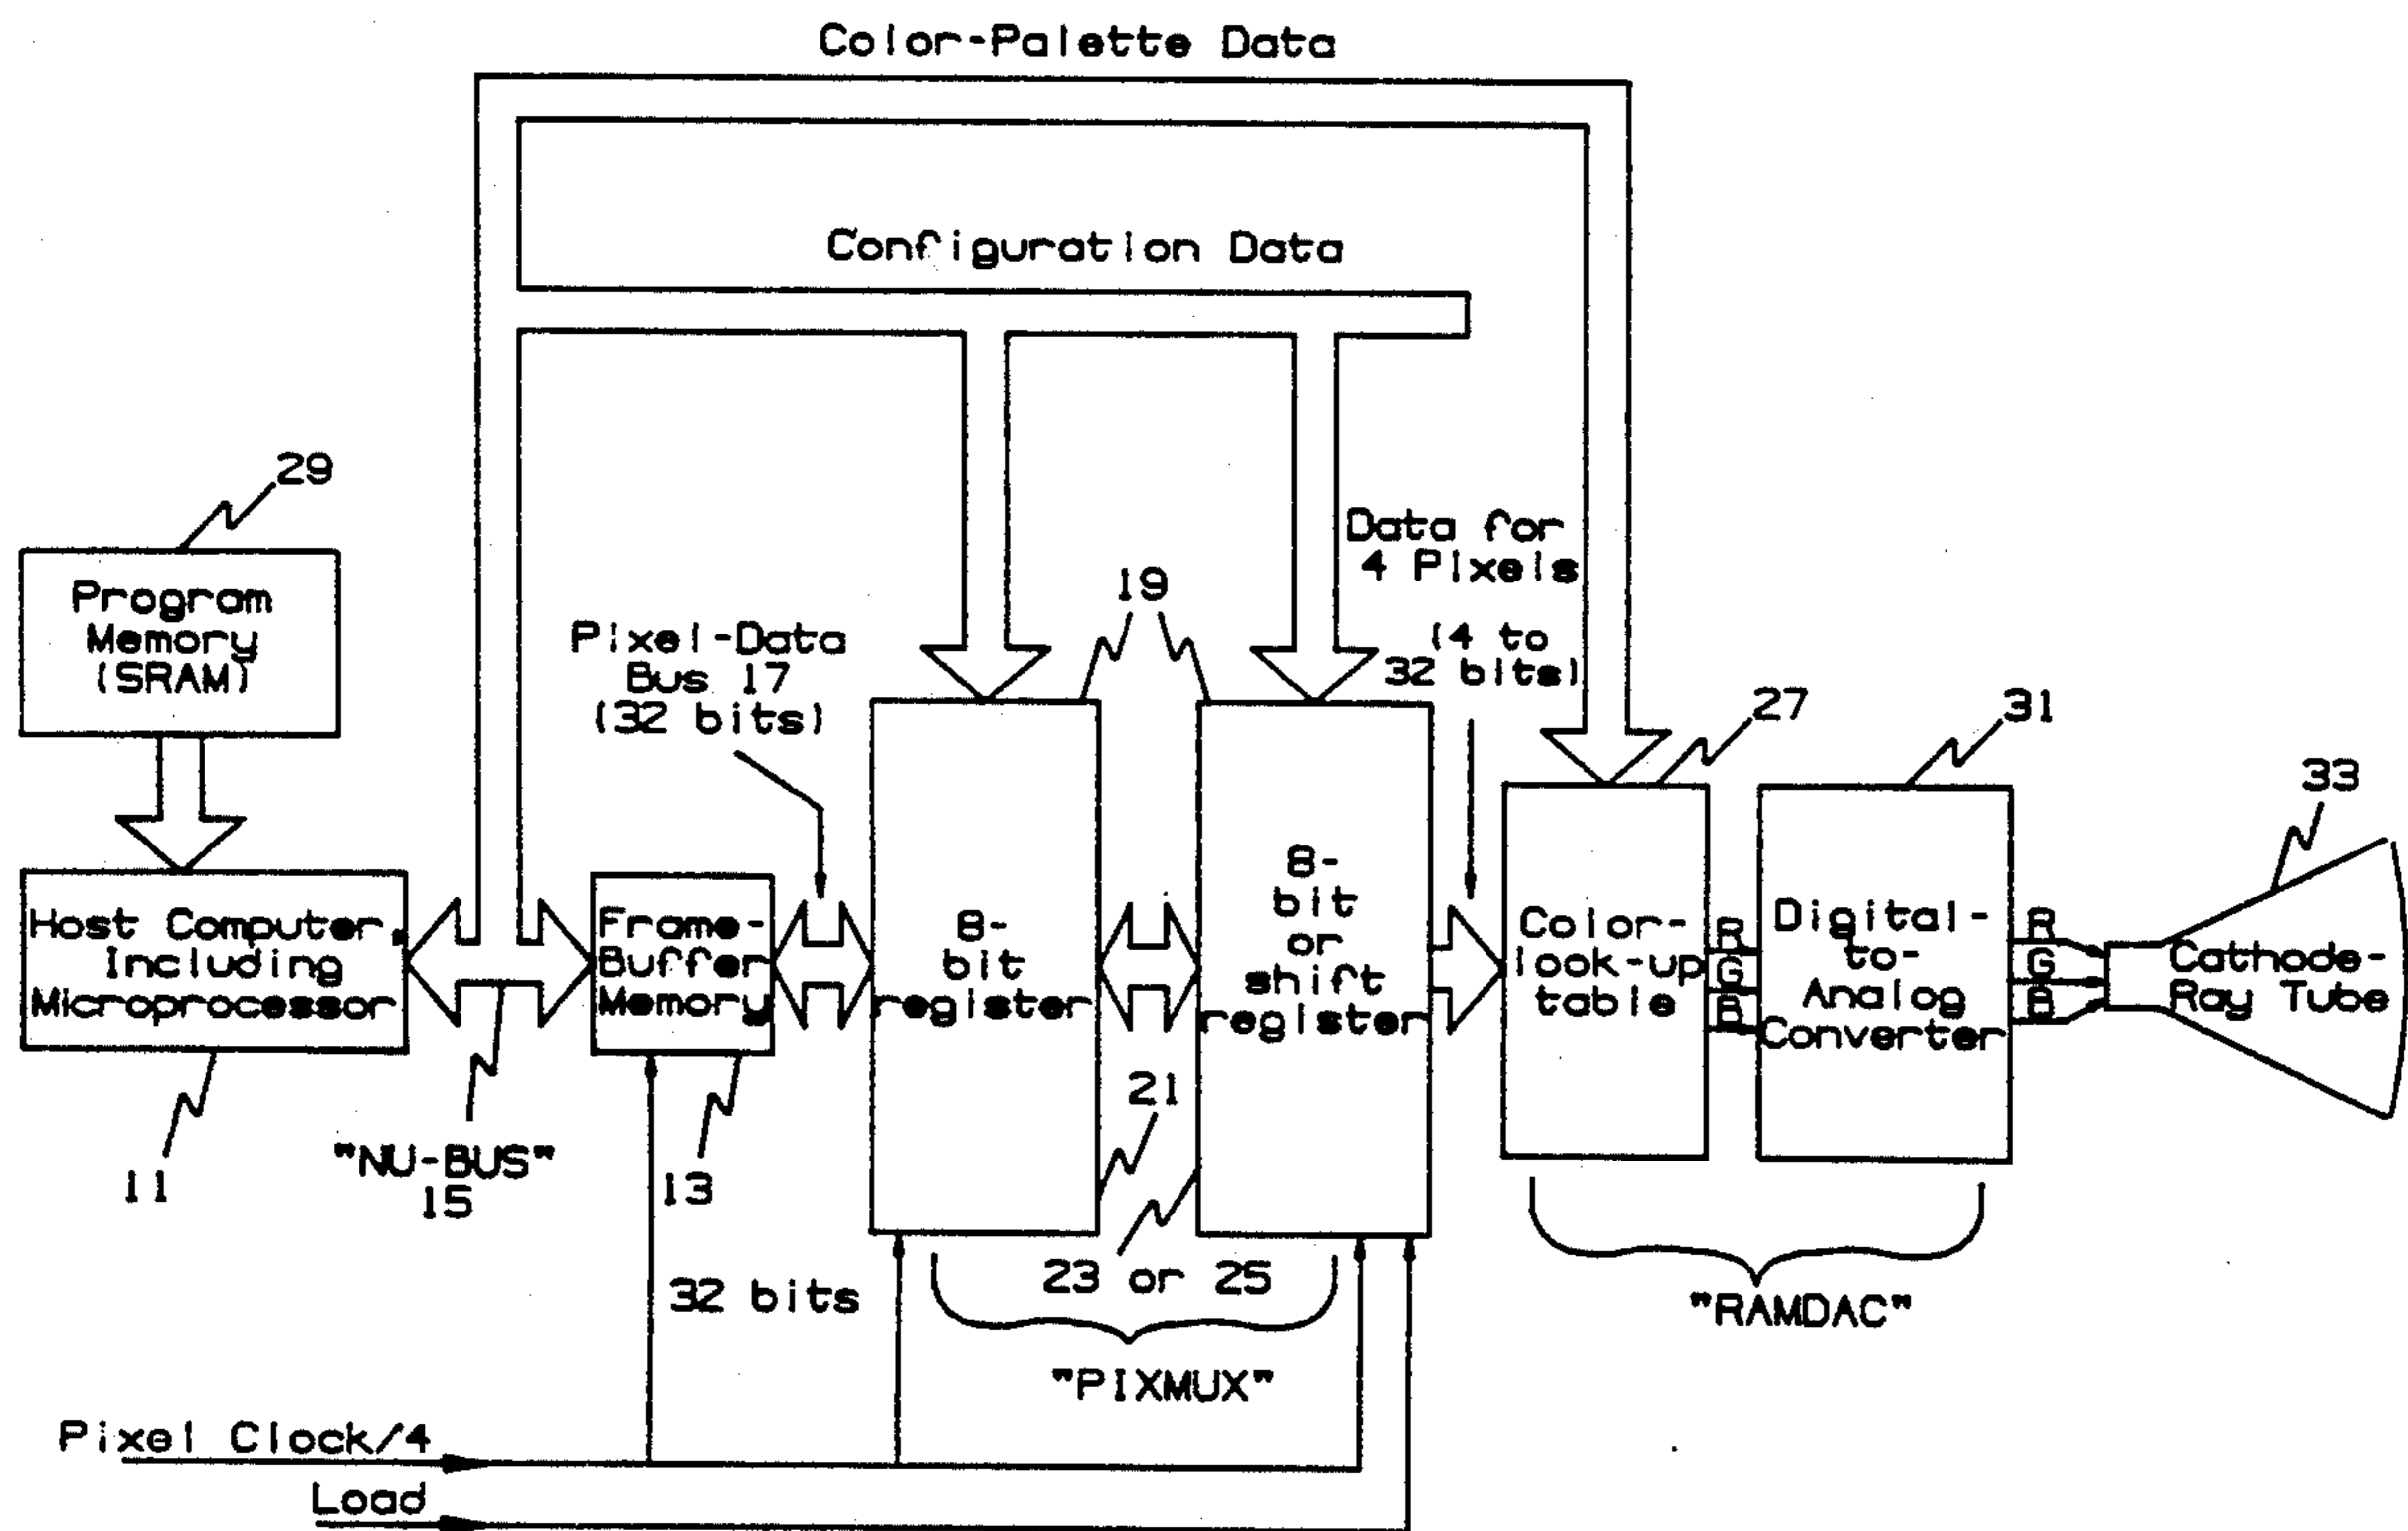 Color-Palette Data
Configuration Data
29
Program
Memory
(SRAM)
Data for
4 Pixels
(4 to
32 bits)
19
Pixel-Data
Bus 17
(32 bits)
27
31
33
Host Computer,
Including
Microprocessor
Frame-
Buffer
Memory
8-
bit
register
8-
bit
or
shift
register
Color-
look-up
table
R
G
B
Digital-
to-
Analog
Converter
R
G
B
Cathode-
Ray Tube
11
"NU-BUS"
15
13
21
23 or 25
32 bits
"PIXMUX"
"RAMDAC"
Pixel Clock/4
Load